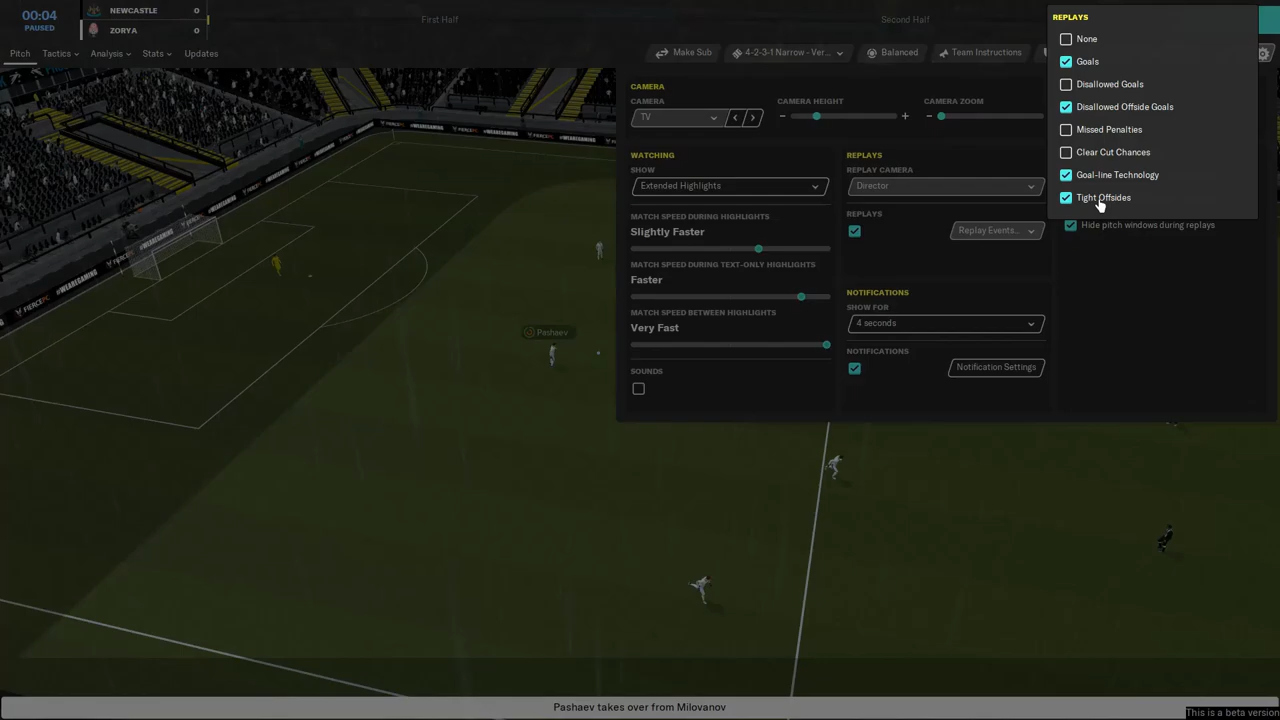 00:04
PAUSED
NEWCASTLE 0
ZORYA 0
First Half
Second Half
Pitch
Tactics
Analysis
Stats
Updates
Make Sub
4-2-3-1 Narrow - Ver...
Balanced
Team Instructions
CAMERA
CAMERA
TV
CAMERA HEIGHT
CAMERA ZOOM
WATCHING
SHOW
Extended Highlights
MATCH SPEED DURING HIGHLIGHTS
Slightly Faster
MATCH SPEED DURING TEXT-ONLY HIGHLIGHTS
Faster
MATCH SPEED BETWEEN HIGHLIGHTS
Very Fast
SOUNDS
REPLAYS
REPLAY CAMERA
Director
REPLAYS
Replay Events...
NOTIFICATIONS
SHOW FOR
4 seconds
NOTIFICATIONS
Notification Settings
REPLAYS
None
Goals
Disallowed Goals
Disallowed Offside Goals
Missed Penalties
Clear Cut Chances
Goal-line Technology
Tight Offsides
Hide pitch windows during replays
Pashaev
FIERCEPC
#WEAREGAMING
FIERCEPC
#WEAREGAMING
Pashaev takes over from Milovanov
This is a beta version